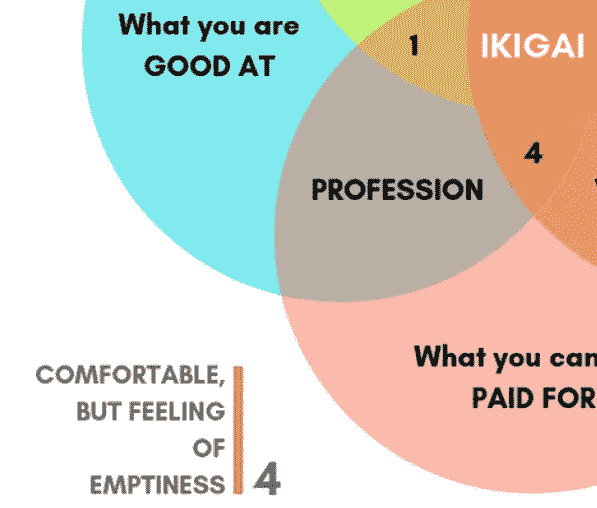 What you are
GOOD AT
1
IKIGAI
4
PROFESSION
What you can
PAID FOR
COMFORTABLE,
BUT FEELING
OF
EMPTINESS
4